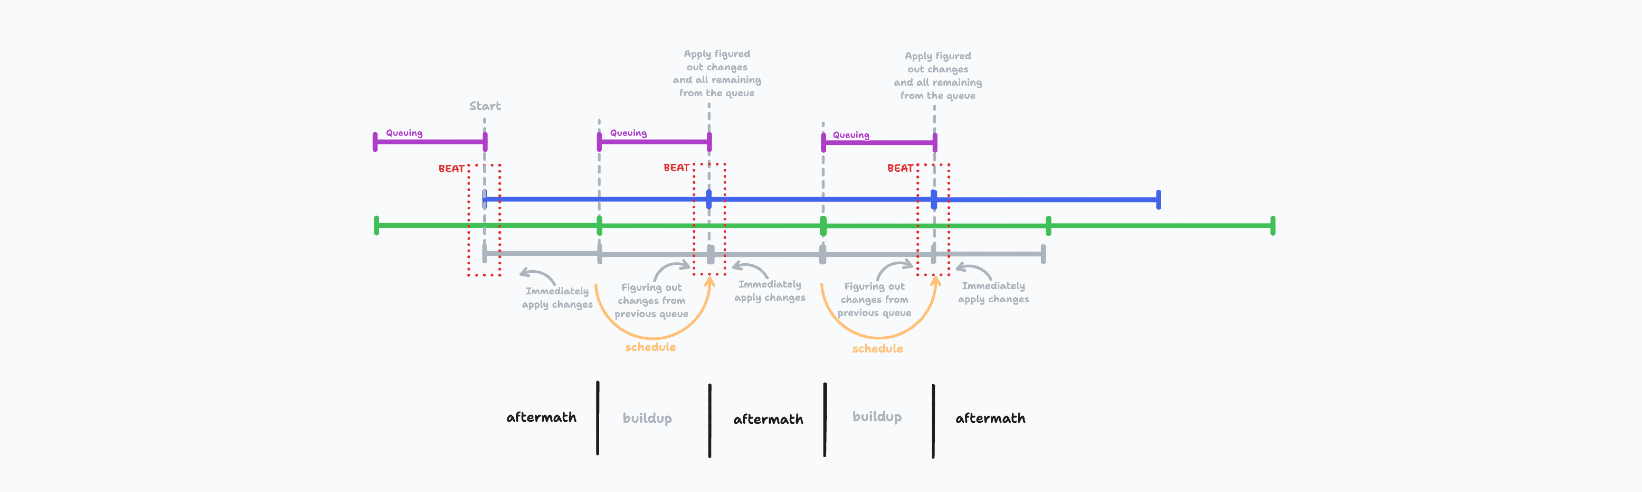 Apply figured
out changes
and all remaining
from the queue
Apply figured
out changes
and all remaining
from the queue
Start
Queuing
Queuing
Queuing
BEAT
BEAT
BEAT
Immediately
apply changes
Figuring out
changes from
previous queue
Immediately
apply changes
Figuring out
changes from
previous queue
Immediately
apply changes
schedule
schedule
aftermath
buildup
aftermath
buildup
aftermath